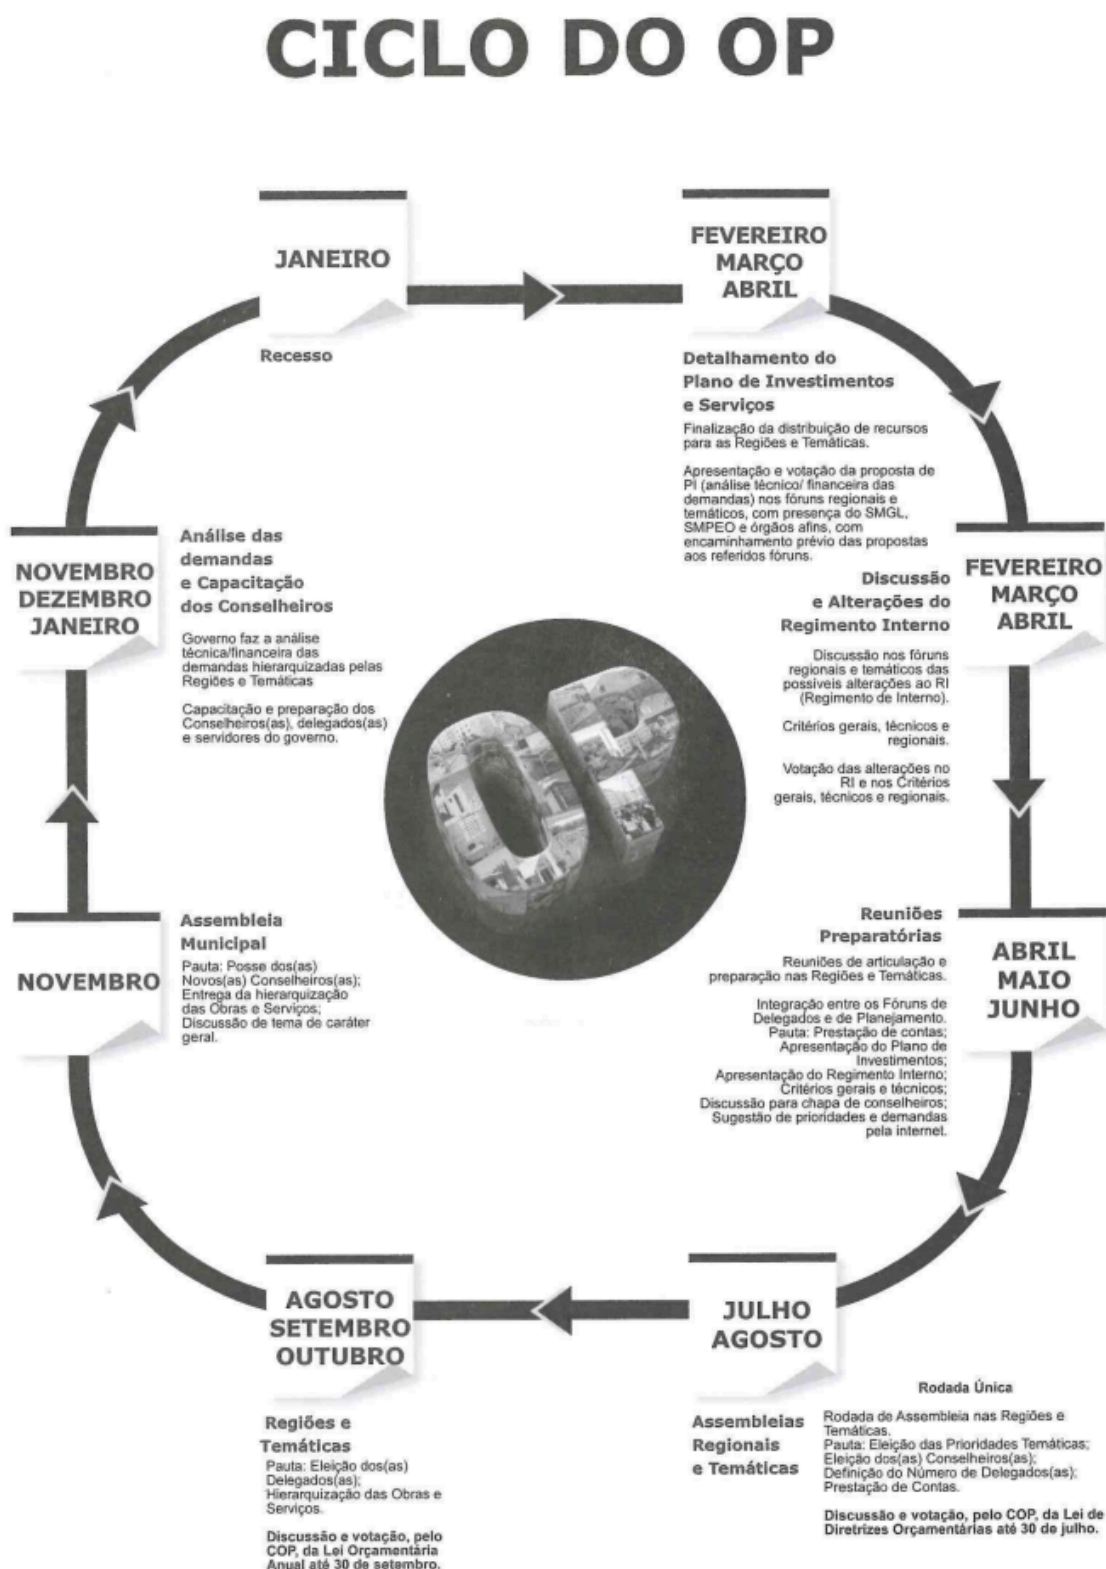 CICLO DO OP
JANEIRO
Recesso
FEVEREIRO
MARÇO
ABRIL
Detalhamento do
Plano de Investimentos
e Serviços
Finalização da distribuição de recursos
para as Regiões e Temáticas.
Apresentação e votação da proposta de
PI (análise técnico/ financeira das
demandas) nos fóruns regionais e
temáticos, com presença do SMGL,
SMPEO e órgãos afins, com
encaminhamento prévio das propostas
aos referidos fóruns.
FEVEREIRO
MARÇO
ABRIL
Discussão
e Alterações do
Regimento Interno
Discussão nos fóruns
regionais e temáticos das
possíveis alterações ao RI
(Regimento de Interno).
Critérios gerais, técnicos e
regionais.
Votação das alterações no
RI e nos Critérios
gerais, técnicos e regionais.
ABRIL
MAIO
JUNHO
Reuniões
Preparatórias
Reuniões de articulação e
preparação nas Regiões e Temáticas.
Integração entre os Fóruns de
Delegados e de Planejamento.
Pauta: Prestação de contas;
Apresentação do Plano de
Investimentos;
Apresentação do Regimento Interno;
Critérios gerais e técnicos;
Discussão para chapa de conselheiros;
Sugestão de prioridades e demandas
pela internet.
JULHO
AGOSTO
Assembleias
Regionais
e Temáticas
Rodada Única
Rodada de Assembleia nas Regiões e
Temáticas.
Pauta: Eleição das Prioridades Temáticas;
Eleição dos(as) Conselheiros(as);
Definição do Número de Delegados(as);
Prestação de Contas.
Discussão e votação, pelo COP, da Lei de
Diretrizes Orçamentárias até 30 de julho.
AGOSTO
SETEMBRO
OUTUBRO
Regiões e
Temáticas
Pauta: Eleição dos(as)
Delegados(as);
Hierarquização das Obras e
Serviços.
Discussão e votação, pelo
COP, da Lei Orçamentária
Anual até 30 de setembro.
NOVEMBRO
Assembleia
Municipal
Pauta: Posse dos(as)
Novos(as) Conselheiros(as);
Entrega da hierarquização
das Obras e Serviços;
Discussão de tema de caráter
geral.
NOVEMBRO
DEZEMBRO
JANEIRO
Análise das
demandas
e Capacitação
dos Conselheiros
Governo faz a análise
técnica/financeira das
demandas hierarquizadas pelas
Regiões e Temáticas
Capacitação e preparação dos
Conselheiros(as), delegados(as)
e servidores do governo.
OP